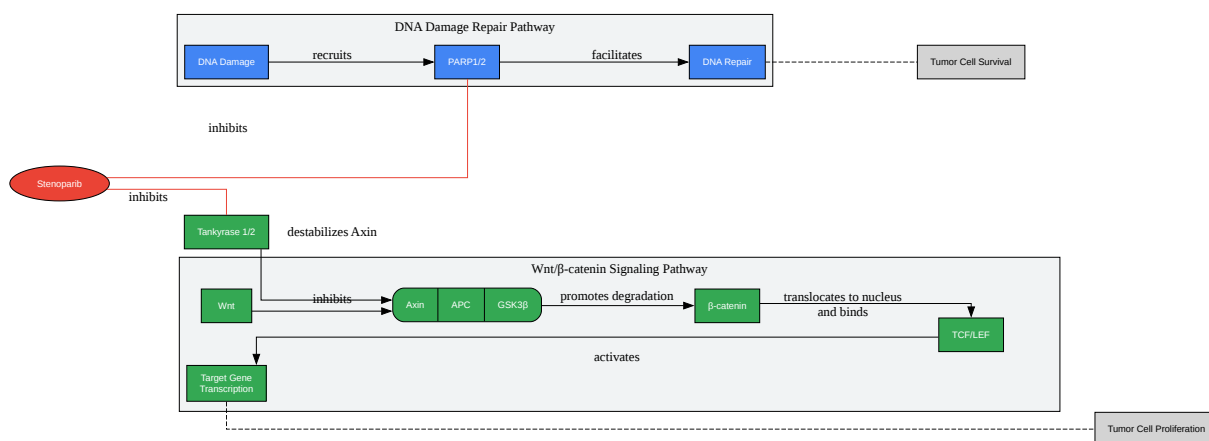 DNA Damage Repair Pathway
DNA Damage
recruits
PARP1/2
facilitates
DNA Repair
Tumor Cell Survival
inhibits
Stenoparib
inhibits
Tankyrase 1/2
destabilizes Axin
Wnt/β-catenin Signaling Pathway
Wnt
inhibits
Axin
APC
GSK3β
promotes degradation
β-catenin
translocates to nucleus
and binds
TCF/LEF
activates
Target Gene
Transcription
Tumor Cell Proliferation